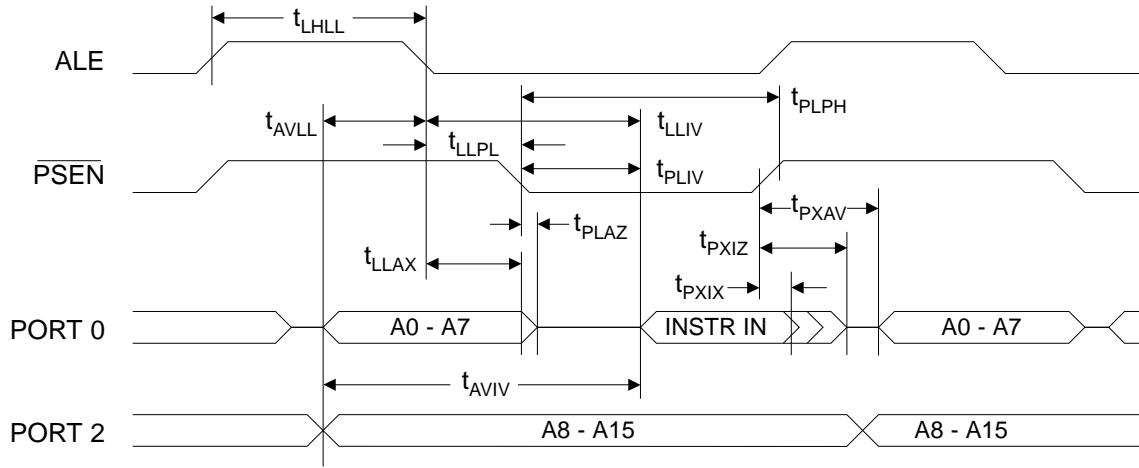 tLHLL
ALE
tPLPH
tAVLL
tLLIV
tLLPL
PSEN
tPLIV
tPXAV
tPLAZ
tLLAX
tPXIZ
tPXIX
PORT 0
A0 - A7
INSTR IN
A0 - A7
tAVIV
PORT 2
A8 - A15
A8 - A15